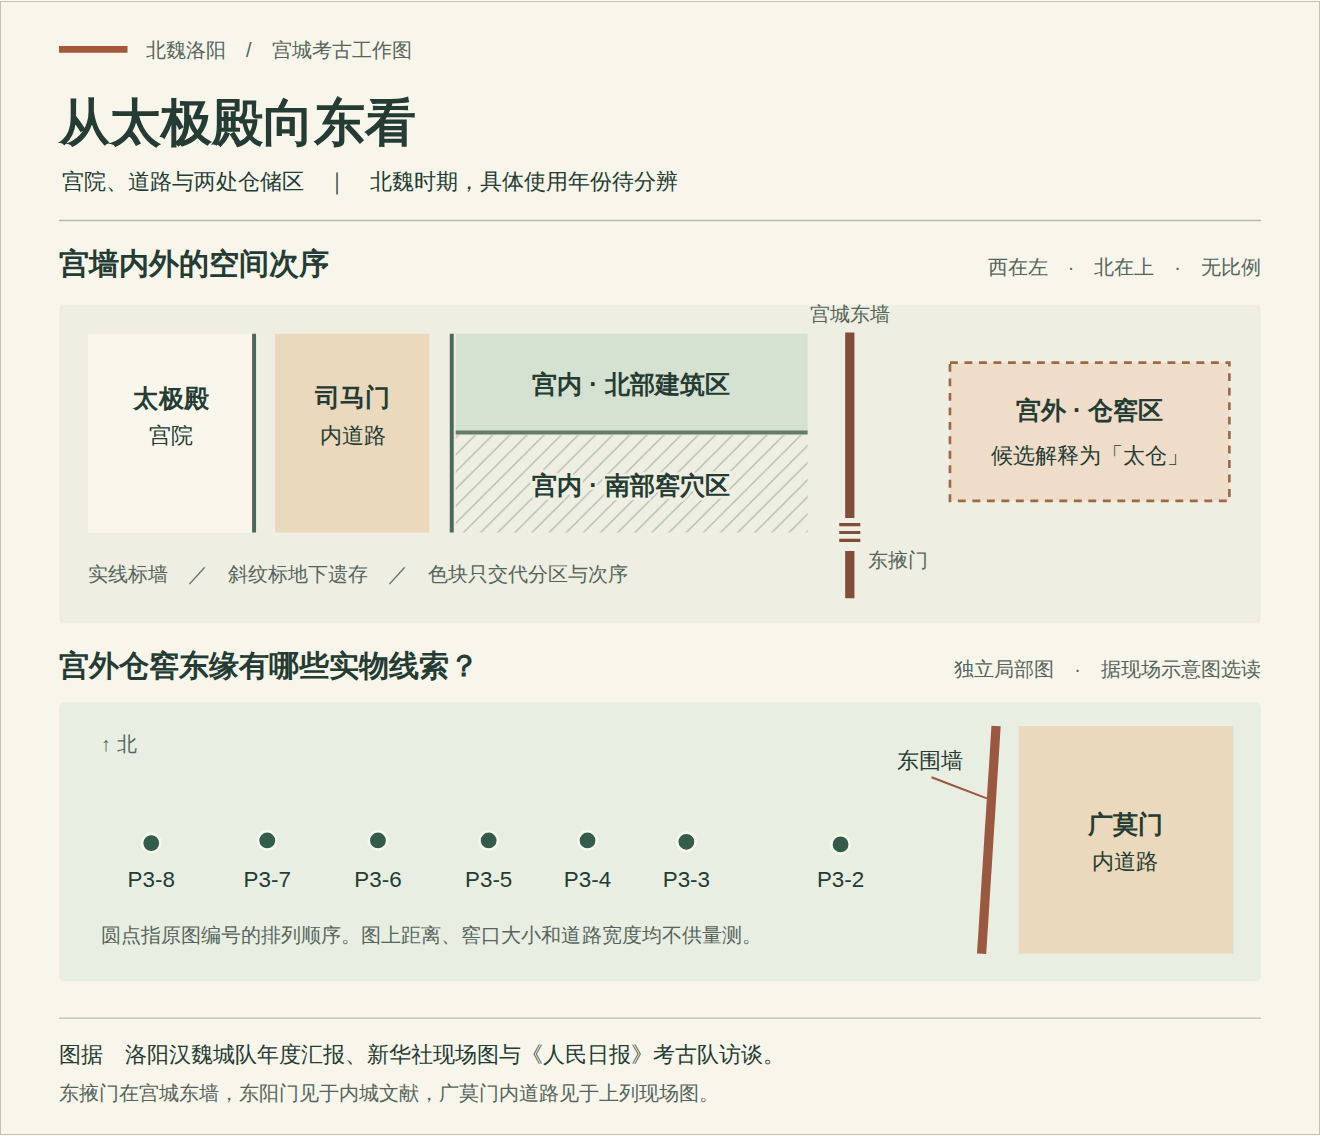 北魏洛阳 / 宫城考古工作图
从太极殿向东看
宫院、道路与两处仓储区 ｜ 北魏时期，具体使用年份待分辨
宫墙内外的空间次序
西在左 · 北在上 · 无比例
宫城东墙
太极殿
宫院
司马门
内道路
宫内 · 北部建筑区
宫内 · 南部窖穴区
宫外 · 仓窖区
候选解释为「太仓」
东掖门
实线标墙 ／ 斜纹标地下遗存 ／ 色块只交代分区与次序
宫外仓窖东缘有哪些实物线索？
独立局部图 · 据现场示意图选读
↑ 北
东围墙
广莫门
内道路
P3-8 P3-7 P3-6 P3-5 P3-4 P3-3 P3-2
圆点指原图编号的排列顺序。图上距离、窖口大小和道路宽度均不供量测。
图据 洛阳汉魏城队年度汇报、新华社现场图与《人民日报》考古队访谈。
东掖门在宫城东墙，东阳门见于内城文献，广莫门内道路见于上列现场图。